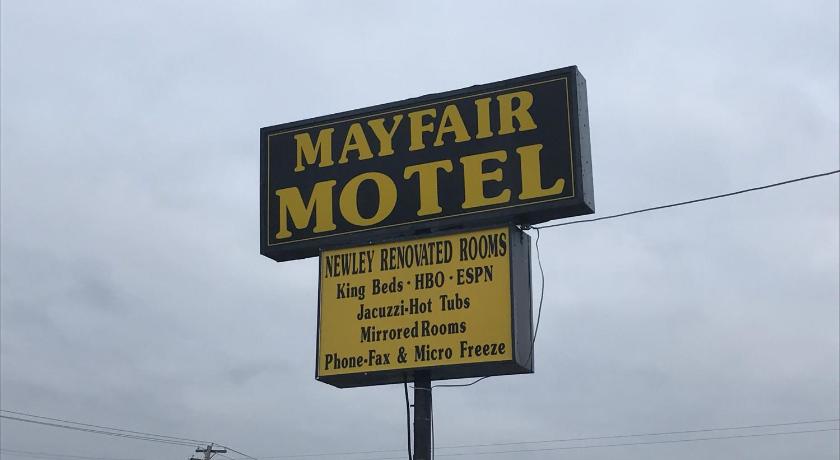 MAYFAIR
MOTEL
NEWLEY RENOVATED ROOMS
King Beds · HBO · ESPN
Jacuzzi-Hot Tubs
Mirrored Rooms
Phone-Fax & Micro Freeze